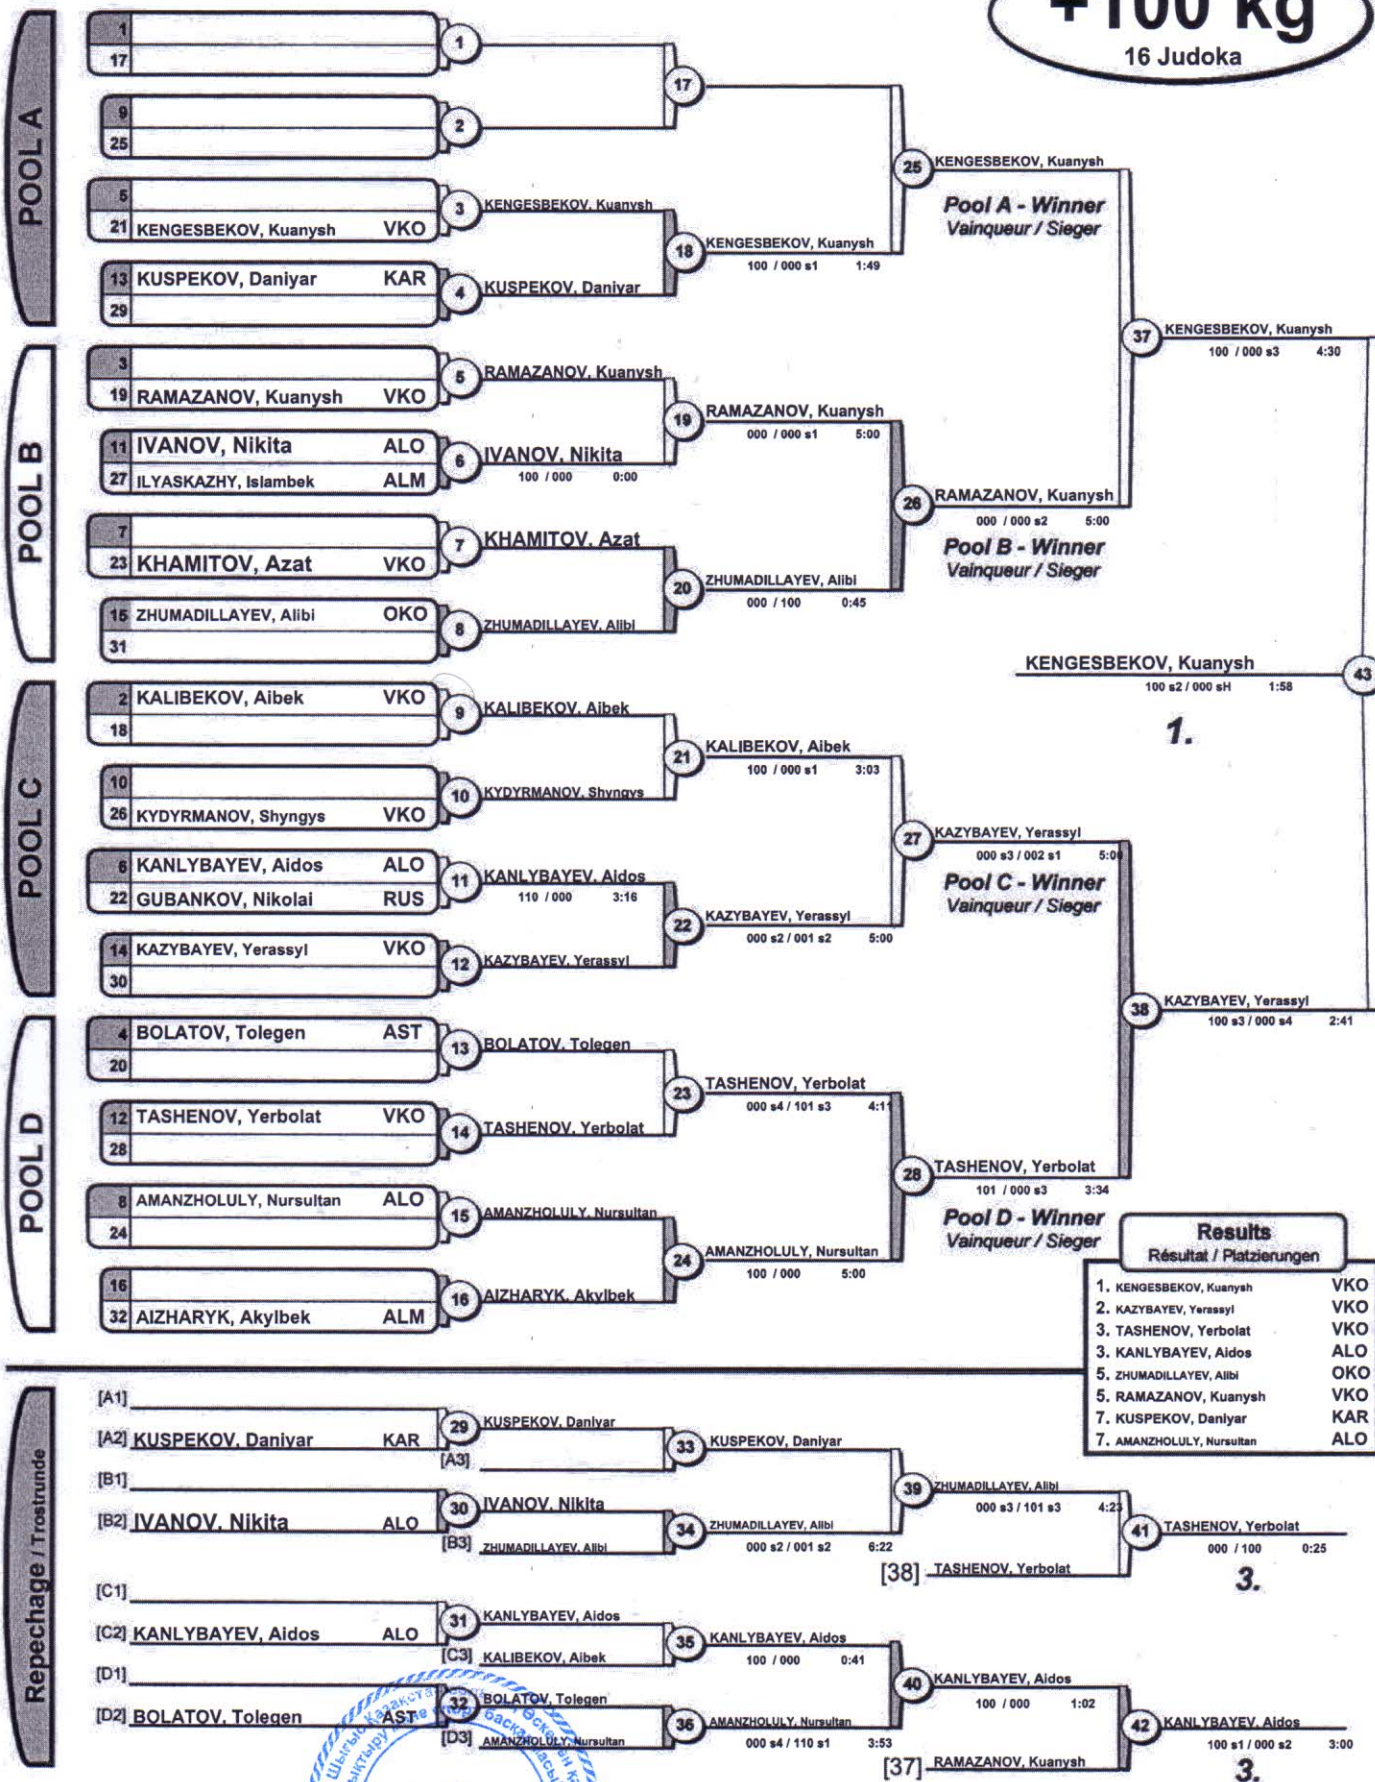 +100 kg
16 Judoka
POOL A
1
17
1
9
25
2
17
5
21 KENGESBEKOV, Kuanysh VKO
3
KENGESBEKOV, Kuanysh
13 KUSPEKOV, Daniyar KAR
29
4
KUSPEKOV, Daniyar
18
KENGESBEKOV, Kuanysh
100 / 000 s1 1:49
25
KENGESBEKOV, Kuanysh
Pool A - Winner
Vainqueur / Sieger
POOL B
3
19 RAMAZANOV, Kuanysh VKO
5
RAMAZANOV, Kuanysh
11 IVANOV, Nikita ALO
27 ILYASKAZHY, Islambek ALM
6
IVANOV, Nikita
100 / 000 0:00
19
RAMAZANOV, Kuanysh
000 / 000 s1 5:00
7
23 KHAMITOV, Azat VKO
7
KHAMITOV, Azat
15 ZHUMADILLAYEV, Alibi OKO
31
8
ZHUMADILLAYEV, Alibi
20
ZHUMADILLAYEV, Alibi
000 / 100 0:45
26
RAMAZANOV, Kuanysh
000 / 000 s2 5:00
Pool B - Winner
Vainqueur / Sieger
37
KENGESBEKOV, Kuanysh
100 / 000 s3 4:30
KENGESBEKOV, Kuanysh
100 s2 / 000 sH 1:58
43
1.
POOL C
2 KALIBEKOV, Aibek VKO
18
9
KALIBEKOV, Aibek
10
26 KYDYRMANOV, Shyngys VKO
10
KYDYRMANOV, Shyngys
21
KALIBEKOV, Aibek
100 / 000 s1 3:03
6 KANLYBAYEV, Aidos ALO
22 GUBANKOV, Nikolai RUS
11
KANLYBAYEV, Aidos
110 / 000 3:16
14 KAZYBAYEV, Yerassyl VKO
30
12
KAZYBAYEV, Yerassyl
22
KAZYBAYEV, Yerassyl
000 s2 / 001 s2 5:00
27
KAZYBAYEV, Yerassyl
000 s3 / 002 s1 5:00
Pool C - Winner
Vainqueur / Sieger
POOL D
4 BOLATOV, Tolegen AST
20
13
BOLATOV, Tolegen
12 TASHENOV, Yerbolat VKO
28
14
TASHENOV, Yerbolat
23
TASHENOV, Yerbolat
000 s4 / 101 s3 4:11
8 AMANZHOLULY, Nursultan ALO
24
15
AMANZHOLULY, Nursultan
16
32 AIZHARYK, Akylbek ALM
16
AIZHARYK, Akylbek
24
AMANZHOLULY, Nursultan
100 / 000 5:00
28
TASHENOV, Yerbolat
101 / 000 s3 3:34
Pool D - Winner
Vainqueur / Sieger
38
KAZYBAYEV, Yerassyl
100 s3 / 000 s4 2:41
Results
Résultat / Platzierungen
1. KENGESBEKOV, Kuanysh VKO
2. KAZYBAYEV, Yerassyl VKO
3. TASHENOV, Yerbolat VKO
3. KANLYBAYEV, Aidos ALO
5. ZHUMADILLAYEV, Alibi OKO
5. RAMAZANOV, Kuanysh VKO
7. KUSPEKOV, Daniyar KAR
7. AMANZHOLULY, Nursultan ALO
Repechage / Trostrunde
[A1]
[A2] KUSPEKOV, Daniyar KAR
29
KUSPEKOV, Daniyar
[A3]
33
KUSPEKOV, Daniyar
[B1]
[B2] IVANOV, Nikita ALO
30
IVANOV, Nikita
[B3] ZHUMADILLAYEV, Alibi
34
ZHUMADILLAYEV, Alibi
000 s2 / 001 s2 6:22
39
ZHUMADILLAYEV, Alibi
000 s3 / 101 s3 4:23
[38] TASHENOV, Yerbolat
41
TASHENOV, Yerbolat
000 / 100 0:25
3.
[C1]
[C2] KANLYBAYEV, Aidos ALO
31
KANLYBAYEV, Aidos
[C3] KALIBEKOV, Aibek
35
KANLYBAYEV, Aidos
100 / 000 0:41
[D1]
[D2] BOLATOV, Tolegen AST
32
BOLATOV, Tolegen
[D3] AMANZHOLULY, Nursultan
36
AMANZHOLULY, Nursultan
000 s4 / 110 s1 3:53
40
KANLYBAYEV, Aidos
100 / 000 1:02
[37] RAMAZANOV, Kuanysh
42
KANLYBAYEV, Aidos
100 s1 / 000 s2 3:00
3.